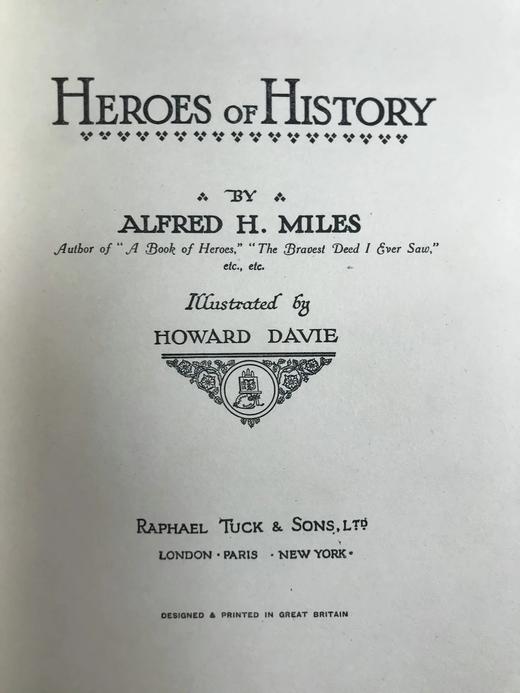 HEROES OF HISTORY
BY
ALFRED H. MILES
Author of "A Book of Heroes," "The Bravest Deed I Ever Saw,"
etc., etc.
Illustrated by
HOWARD DAVIE
RAPHAEL TUCK & SONS, LTD
LONDON · PARIS · NEW YORK ·
DESIGNED & PRINTED IN GREAT BRITAIN